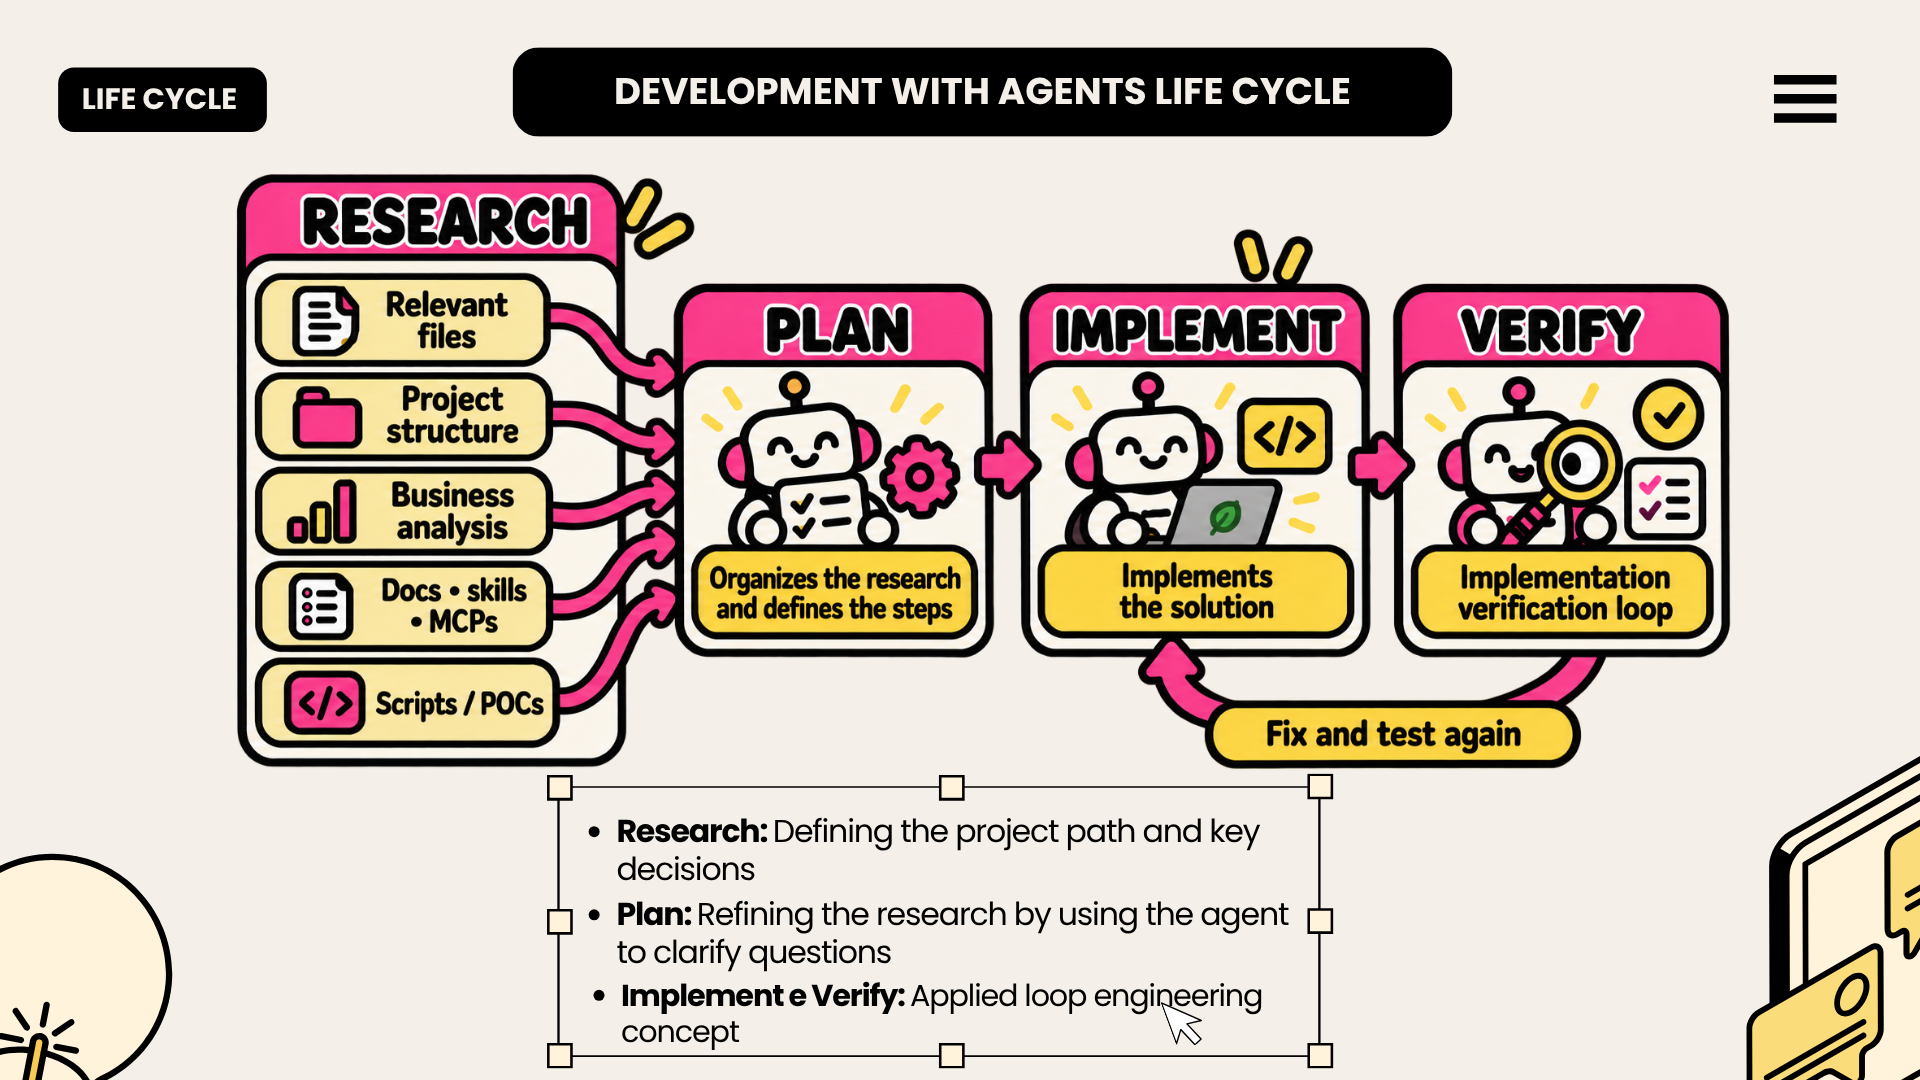 LIFE CYCLE
DEVELOPMENT WITH AGENTS LIFE CYCLE
RESEARCH
Relevant
files
Project
structure
Business
analysis
Docs • skills
• MCPs
</>
Scripts / POCs
PLAN
Organizes the research
and defines the steps
IMPLEMENT
</>
Implements
the solution
VERIFY
Implementation
verification loop
Fix and test again
• Research: Defining the project path and key
decisions
• Plan: Refining the research by using the agent
to clarify questions
• Implement e Verify: Applied loop engineering
concept